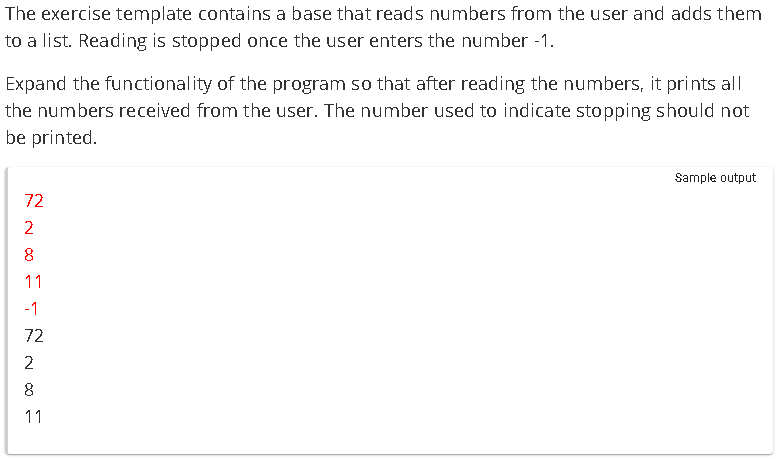 The exercise template contains a base that reads numbers from the user and adds them
to a list. Reading is stopped once the user enters the number -1.
Expand the functionality of the program so that after reading the numbers, it prints all
the numbers received from the user. The number used to indicate stopping should not
be printed.
Sample output
72
2
8
11
-1
72
2
8
11